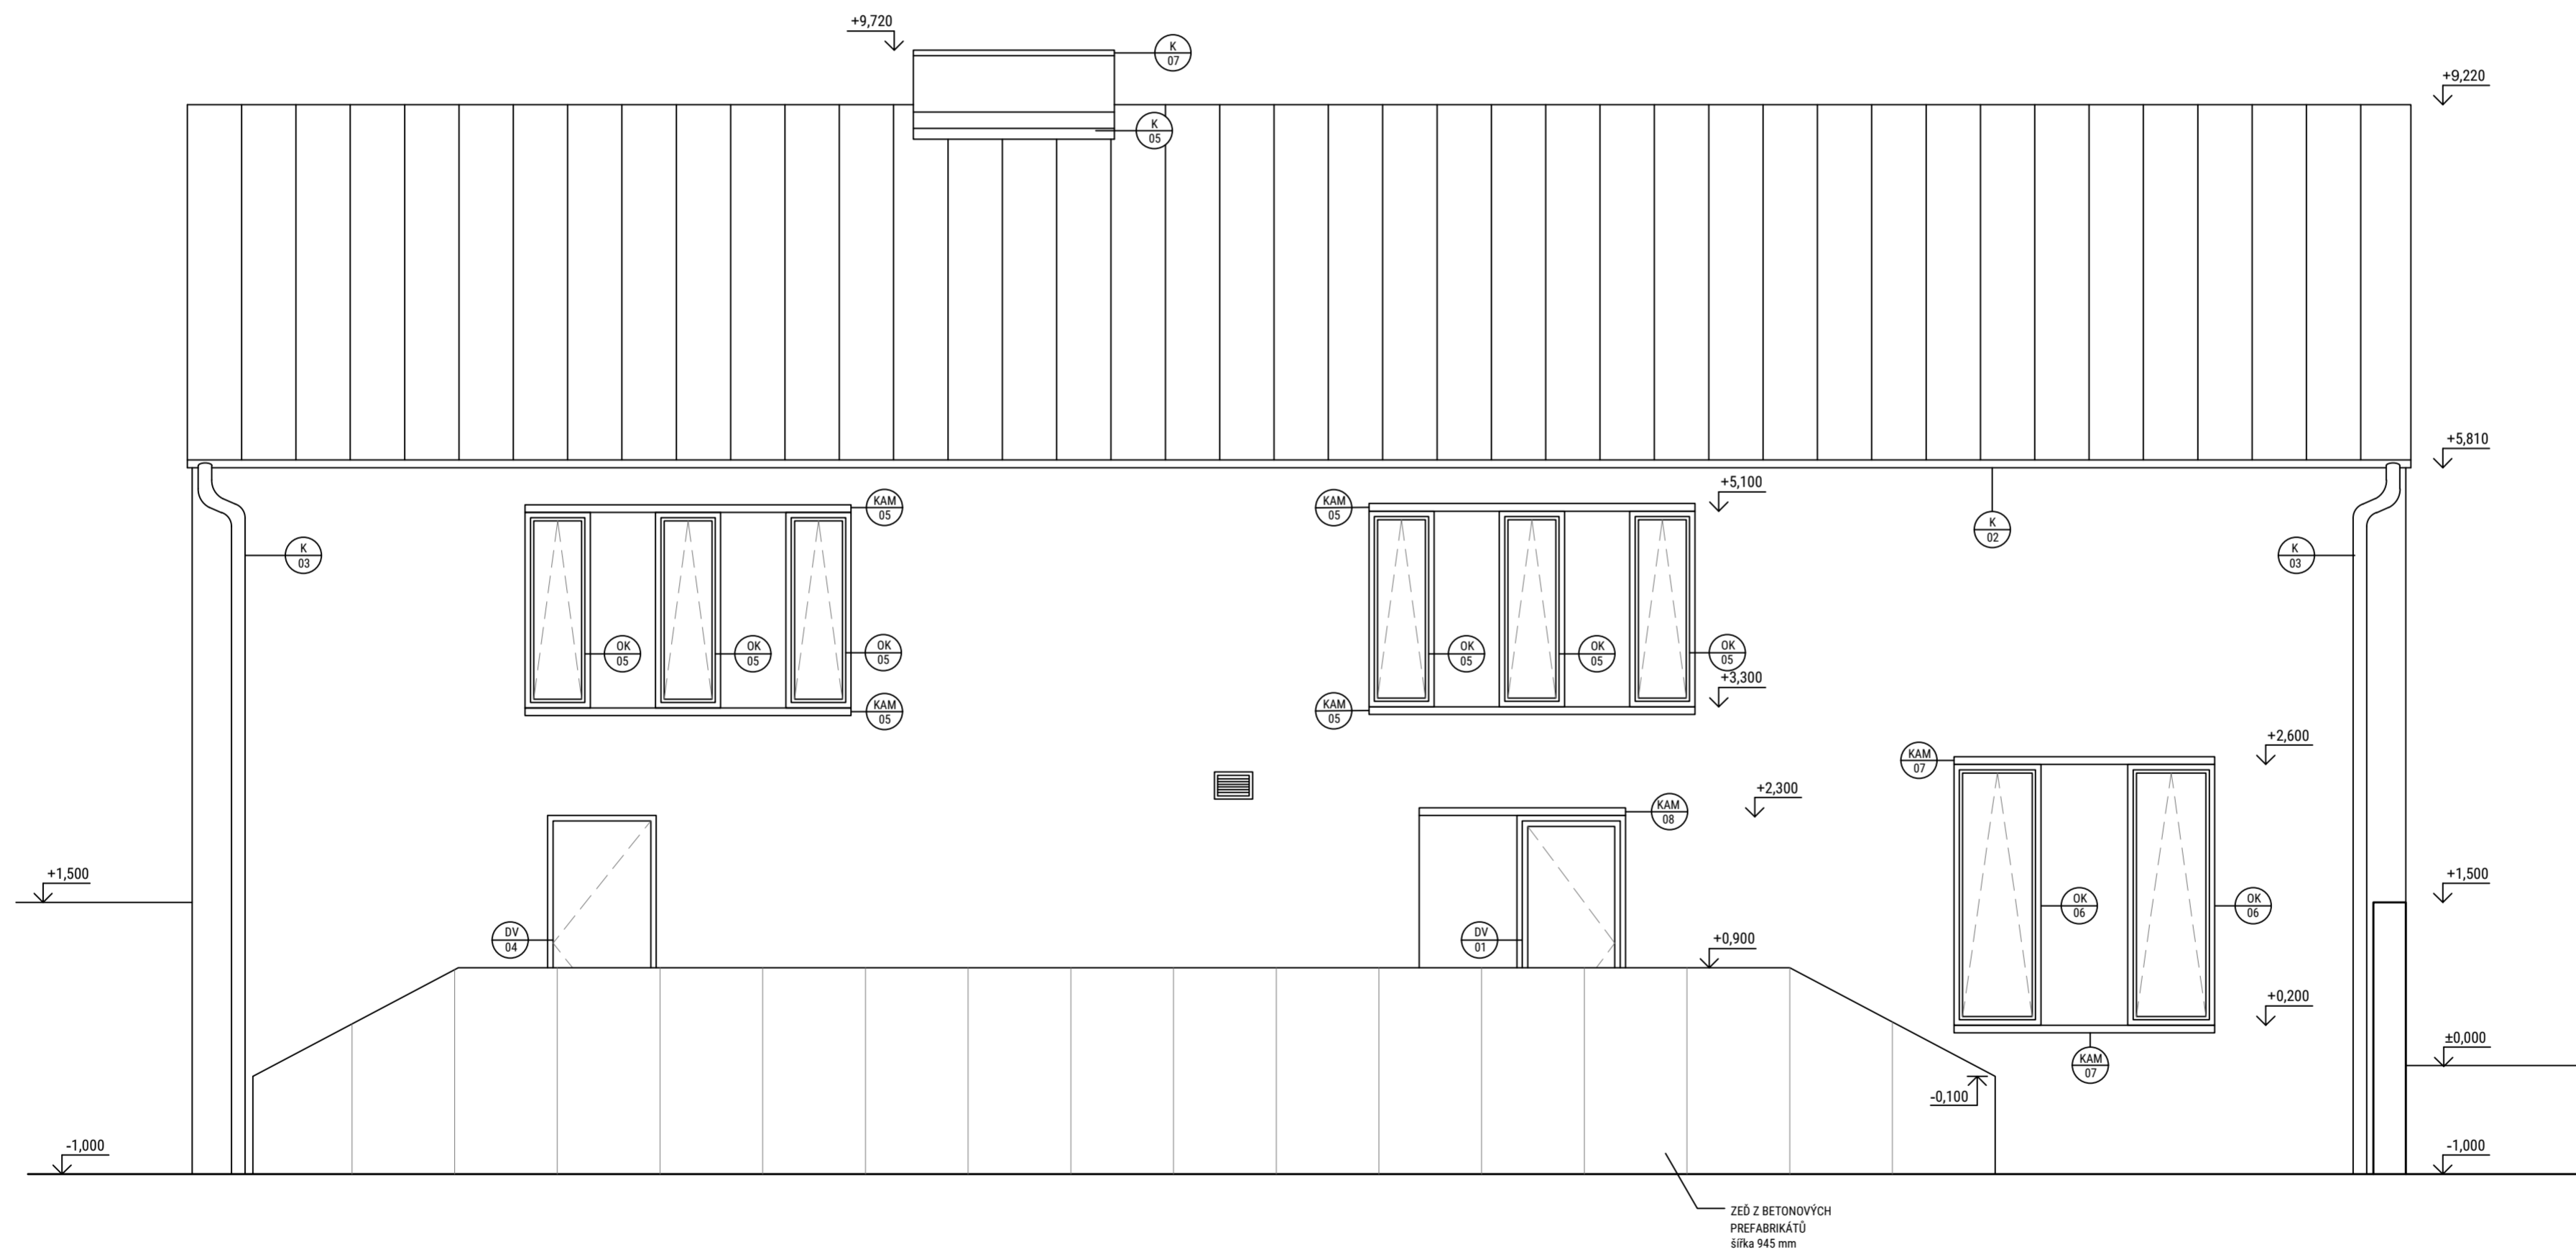 +9,720
K
07
+9,220
K
05
+5,810
KAM
05
KAM
05
+5,100
K
02
K
03
K
03
OK
05
OK
05
OK
05
OK
05
OK
05
OK
05
+3,300
KAM
05
KAM
05
+2,600
KAM
07
+2,300
KAM
08
+1,500
+1,500
OK
06
OK
06
DV
04
DV
01
+0,900
+0,200
±0,000
KAM
07
-0,100
-1,000
-1,000
ZEĎ Z BETONOVÝCH
PREFABRIKÁTŮ
šířka 945 mm